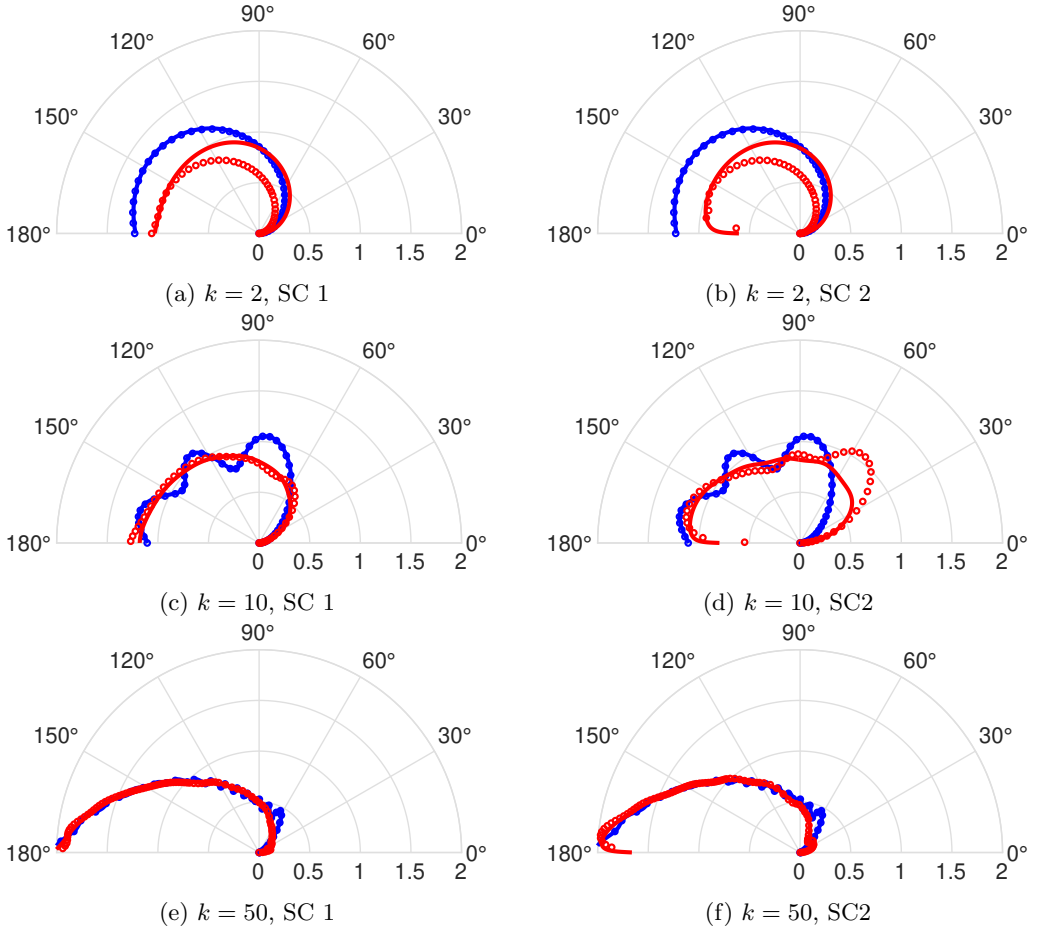 90° 90°
120° 60° 120° 60°
150° 30° 150° 30°
180° 0° 180° 0°
0 0.5 1 1.5 2 0 0.5 1 1.5 2
(a) k = 2, SC 1 (b) k = 2, SC 2
90° 90°
120° 60° 120° 60°
150° 30° 150° 30°
180° 0° 180° 0°
0 0.5 1 1.5 2 0 0.5 1 1.5 2
(c) k = 10, SC 1 (d) k = 10, SC2
90° 90°
120° 60° 120° 60°
150° 30° 150° 30°
180° 0° 180° 0°
0 0.5 1 1.5 2 0 0.5 1 1.5 2
(e) k = 50, SC 1 (f) k = 50, SC2